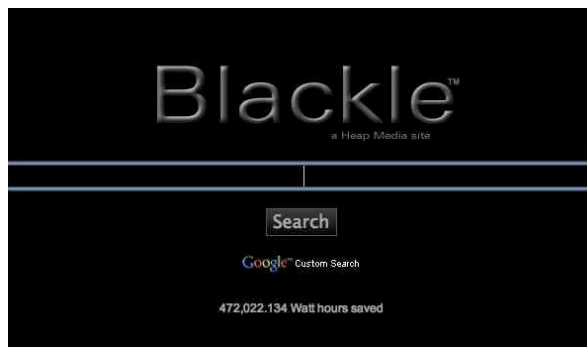 Blackle™
a Heap Media site
Search
Google™ Custom Search
472,022.134 Watt hours saved